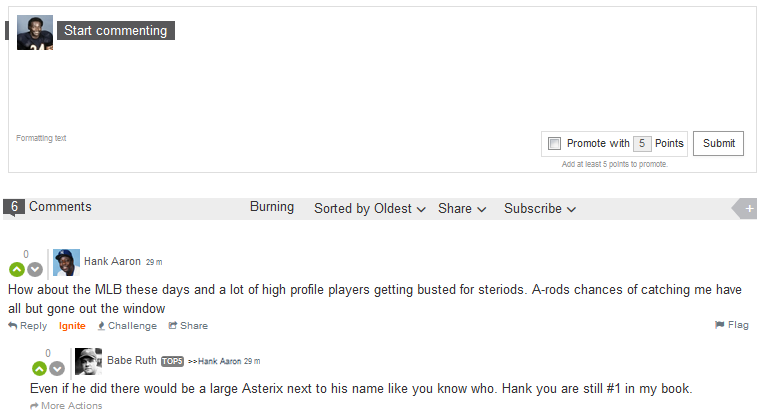 Start commenting
Formatting text
Promote with 5 Points Submit
Add at least 5 points to promote.
6 Comments Burning Sorted by Oldest Share Subscribe +
0
Hank Aaron 29 m
How about the MLB these days and a lot of high profile players getting busted for steriods. A-rods chances of catching me have
all but gone out the window
Reply Ignite Challenge Share Flag
0
Babe Ruth TOPS >>Hank Aaron 29 m
Even if he did there would be a large Asterix next to his name like you know who. Hank you are still #1 in my book.
More Actions